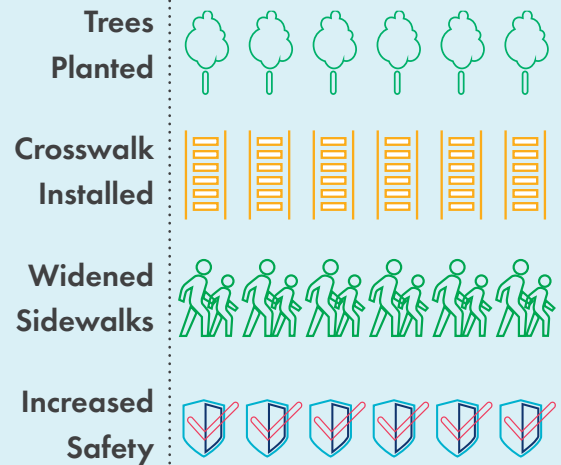 Trees
Planted
Crosswalk
Installed
Widened
Sidewalks
Increased
Safety